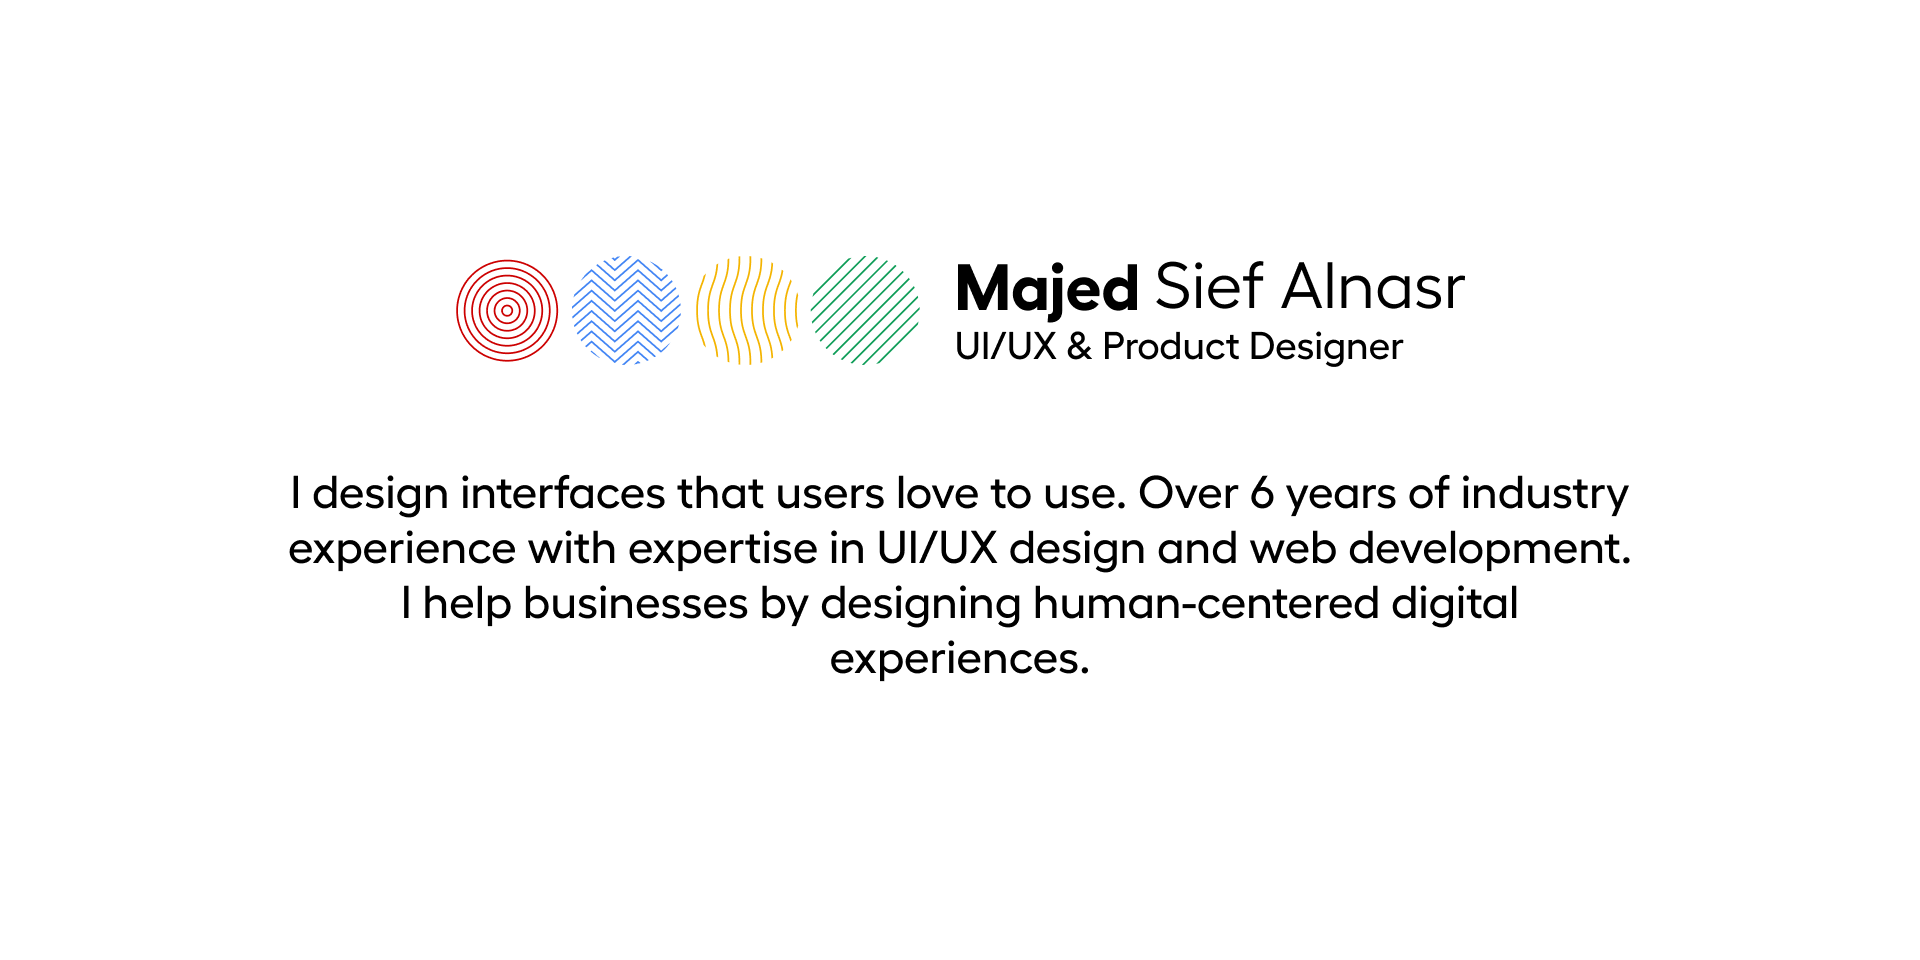 Majed Sief Alnasr
UI/UX & Product Designer
I design interfaces that users love to use. Over 6 years of industry
experience with expertise in UI/UX design and web development.
I help businesses by designing human-centered digital
experiences.